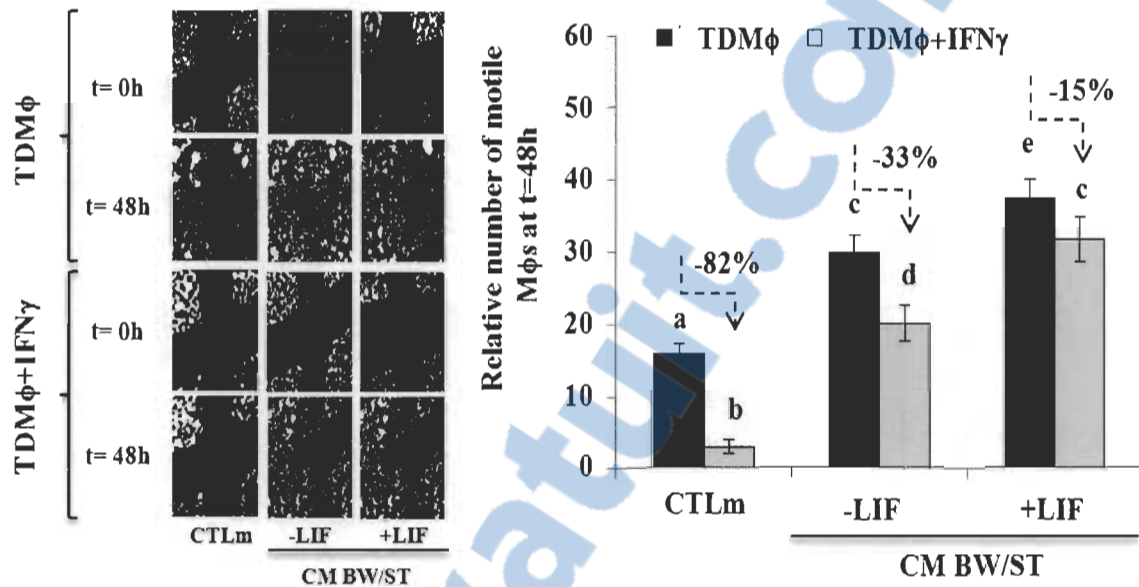 TDMϕ
t= 0h
t= 48h
TDMϕ+IFNγ
t= 0h
t= 48h
CTLm
-LIF
+LIF
CM BW/ST
Relative number of motile
Mϕs at t=48h
60
50
40
30
20
10
0
TDMϕ
TDMϕ+IFNγ
-82%
a
b
-33%
c
d
-15%
e
c
CTLm
-LIF
+LIF
CM BW/ST